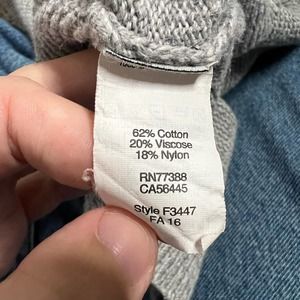 62% Cotton
20% Viscose
18% Nylon
RN77388
CA56445
Style F3447
FA 16